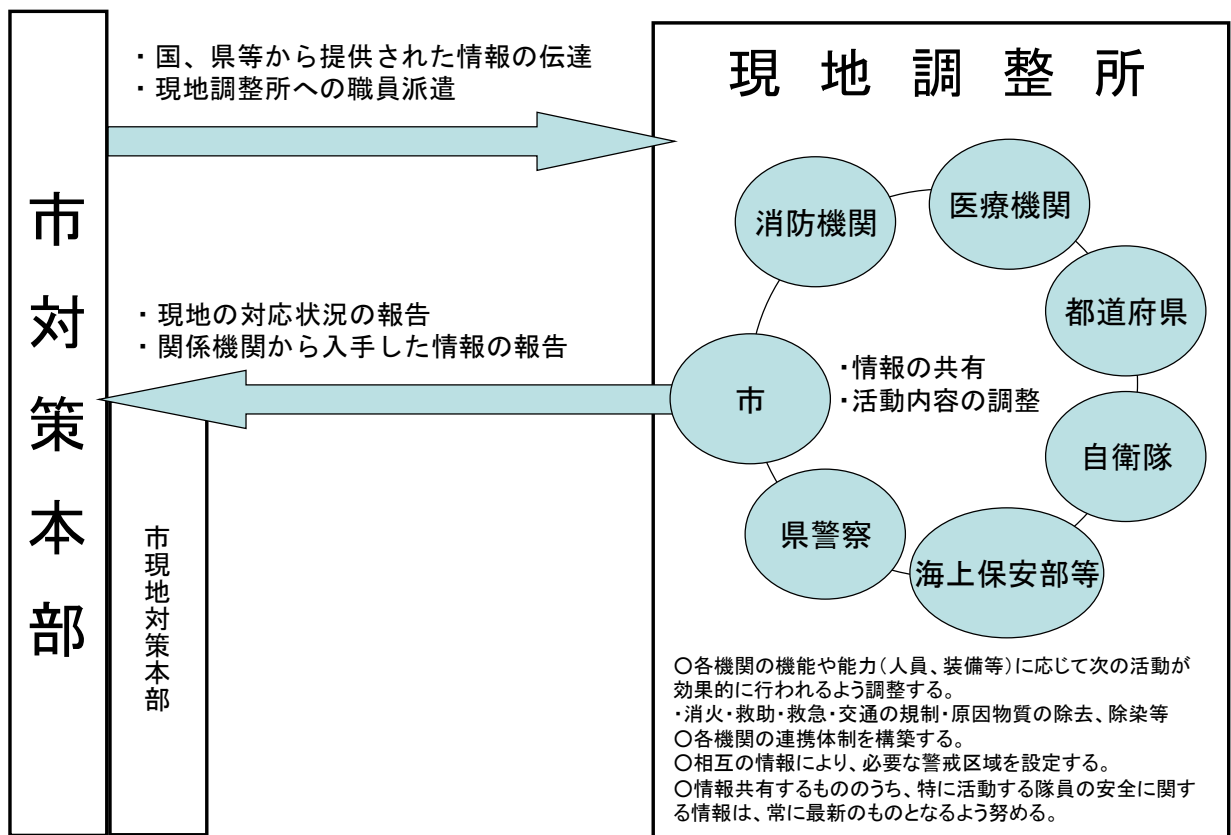 市対策本部
・国、県等から提供された情報の伝達
・現地調整所への職員派遣
・現地の対応状況の報告
・関係機関から入手した情報の報告
市現地対策本部
現地調整所
消防機関
医療機関
都道府県
自衛隊
海上保安部等
県警察
市
・情報の共有
・活動内容の調整
○各機関の機能や能力(人員、装備等)に応じて次の活動が
効果的に行われるよう調整する。
・消火・救助・救急・交通の規制・原因物質の除去、除染等
○各機関の連携体制を構築する。
○相互の情報により、必要な警戒区域を設定する。
○情報共有するもののうち、特に活動する隊員の安全に関す
る情報は、常に最新のものとなるよう努める。